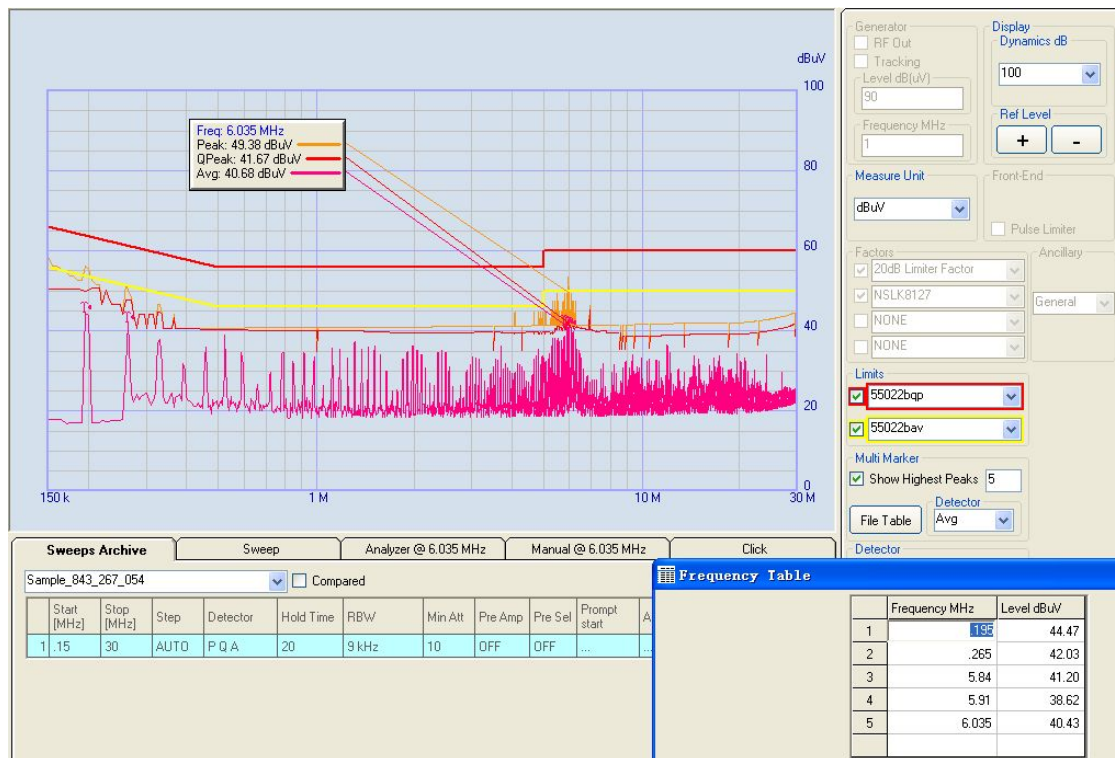 dBuV
100
80
60
40
20
0
150 k
1 M
10 M
30 M
Freq: 6.035 MHz
Peak: 49.38 dBuV
QPeak: 41.67 dBuV
Avg: 40.68 dBuV
Generator
RF Out
Tracking
Level dB(uV)
90
Frequency MHz
1
Display
Dynamics dB
100
Ref Level
+ -
Measure Unit
dBuV
Front-End
Pulse Limiter
Factors
20dB Limiter Factor
NSLK8127
NONE
NONE
Ancillary
General
Limits
55022bqp
55022bav
Multi Marker
Show Highest Peaks 5
File Table
Detector
Avg
Detector
Sweeps Archive Sweep Analyzer @ 6.035 MHz Manual @ 6.035 MHz Click
Sample_843_267_054 Compared
Start [MHz] Stop [MHz] Step Detector Hold Time RBW Min Att Pre Amp Pre Sel Prompt start A
1 .15 30 AUTO P Q A 20 9 kHz 10 OFF OFF ... ...
Frequency Table
Frequency MHz Level dBuV
1 .195 44.47
2 .265 42.03
3 5.84 41.20
4 5.91 38.62
5 6.035 40.43